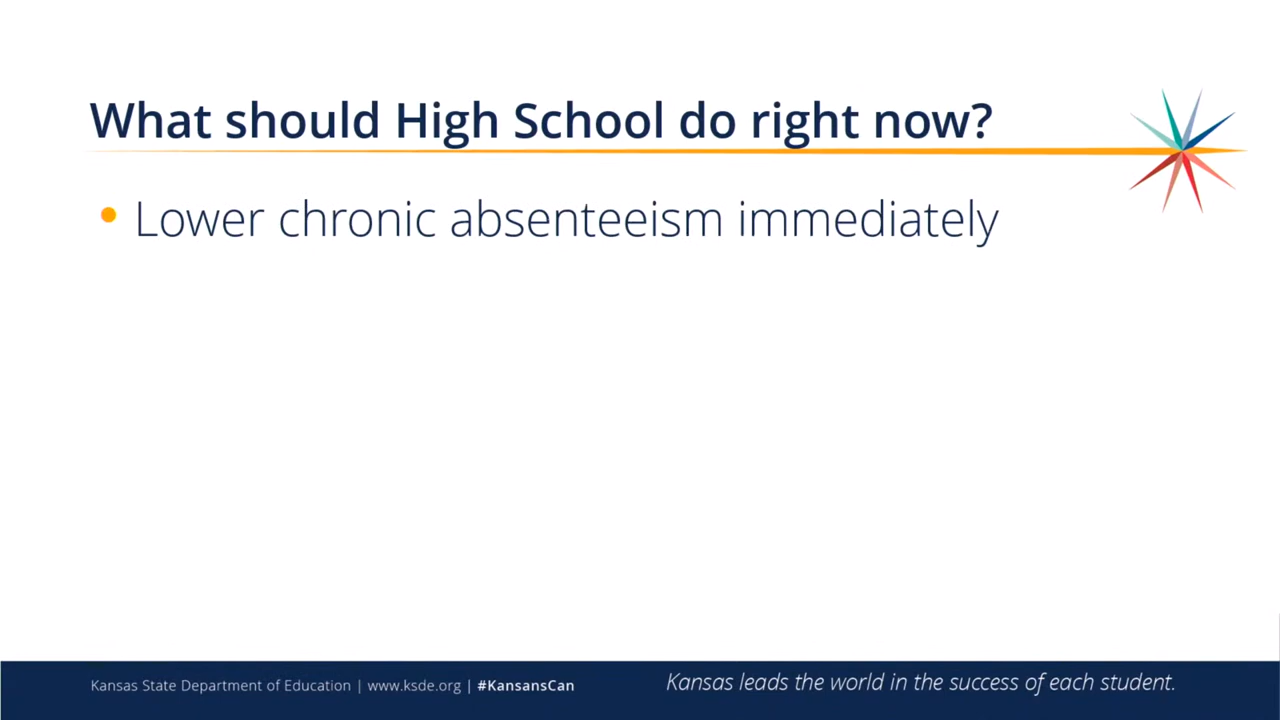 What should High School do right now?
• Lower chronic absenteeism immediately
Kansas State Department of Education | www.ksde.org | #KansansCan
Kansas leads the world in the success of each student.